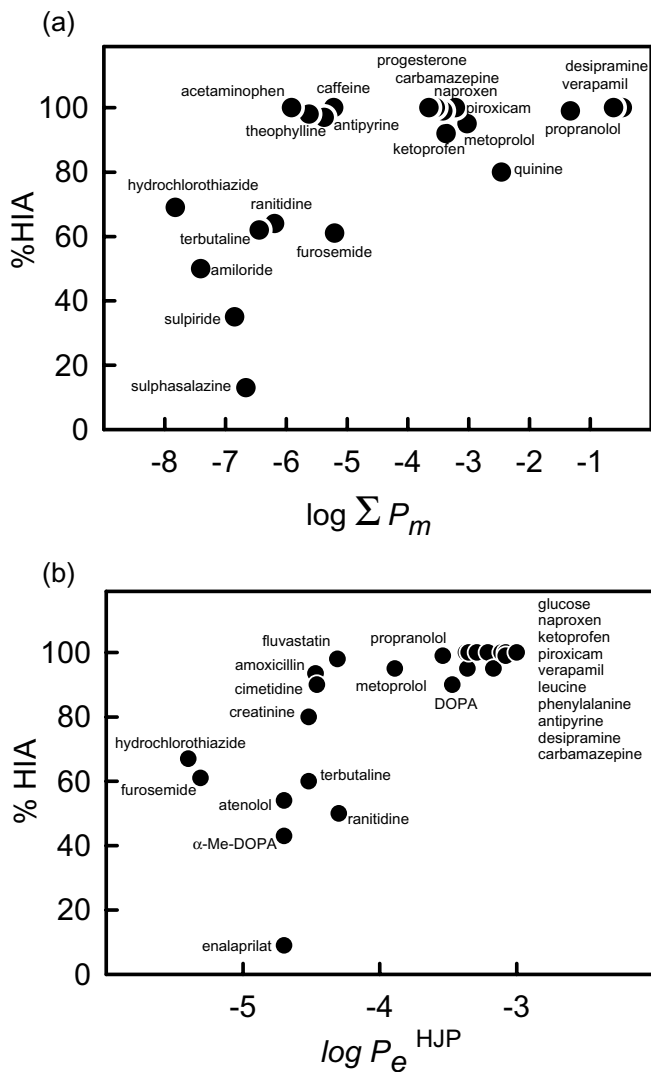 (a)
progesterone
carbamazepine
desipramine
acetaminophen
caffeine
naproxen
verapamil
100
theophylline
antipyrine
piroxicam
propranolol
ketoprofen
metoprolol
80
quinine
hydrochlorothiazide
ranitidine
%HIA
60
terbutaline
furosemide
amiloride
40
sulpiride
20
sulphasalazine
0
-8 -7 -6 -5 -4 -3 -2 -1
log Σ Pm
(b)
glucose
naproxen
ketoprofen
piroxicam
verapamil
leucine
phenylalanine
antipyrine
desipramine
carbamazepine
fluvastatin
propranolol
100
amoxicillin
cimetidine
metoprolol
DOPA
creatinine
80
hydrochlorothiazide
furosemide
terbutaline
% HIA
60
atenolol
ranitidine
α-Me-DOPA
40
20
enalaprilat
0
-5 -4 -3
log Pe HJP